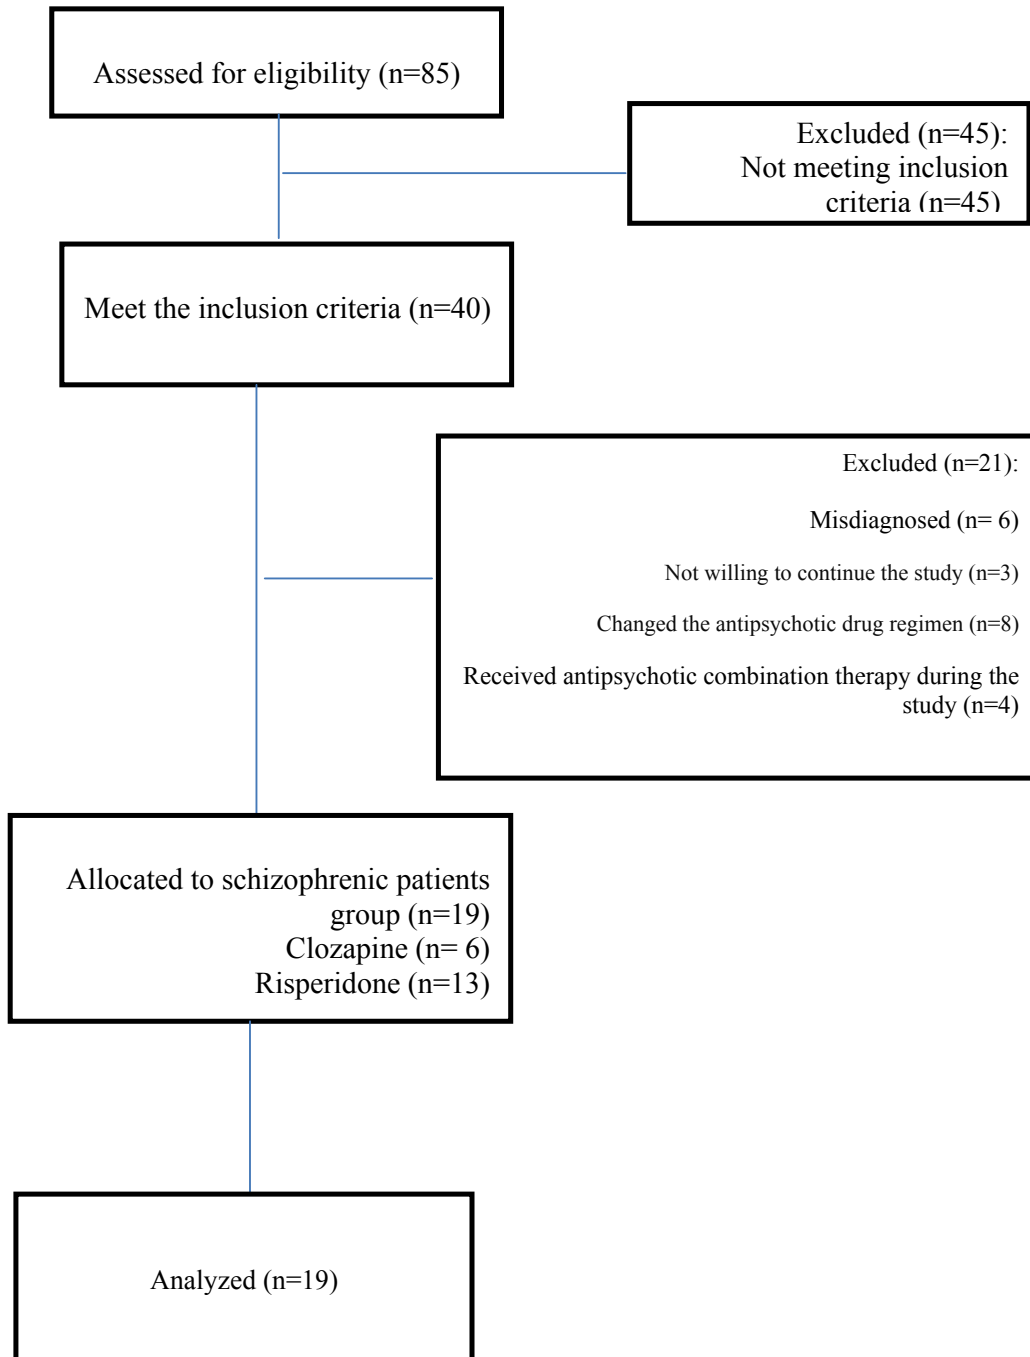 Assessed for eligibility (n=85)
Excluded (n=45):
Not meeting inclusion
criteria (n=45)
Meet the inclusion criteria (n=40)
Excluded (n=21):
Misdiagnosed (n= 6)
Not willing to continue the study (n=3)
Changed the antipsychotic drug regimen (n=8)
Received antipsychotic combination therapy during the
study (n=4)
Allocated to schizophrenic patients
group (n=19)
Clozapine (n= 6)
Risperidone (n=13)
Analyzed (n=19)